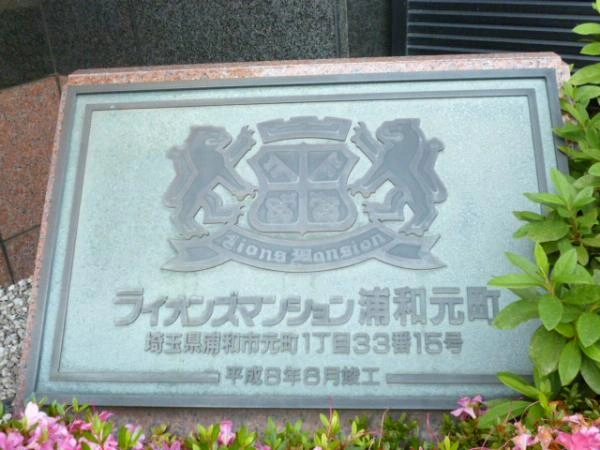 Lions Mansion
ライオンズマンション浦和元町
埼玉県浦和市元町1丁目33番15号
平成8年6月竣工